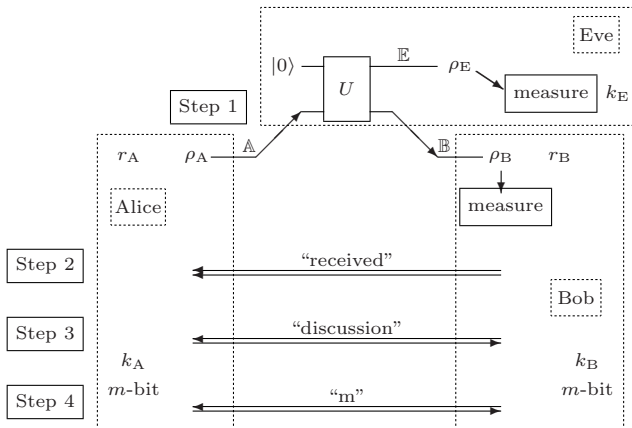 Eve
|0⟩ U 𝔼 ρE
measure kE
Step 1
rA ρA 𝔸 𝔹 ρB rB
Alice
measure
Step 2 “received”
Bob
Step 3 “discussion”
kA kB
m-bit m-bit
Step 4 “m”